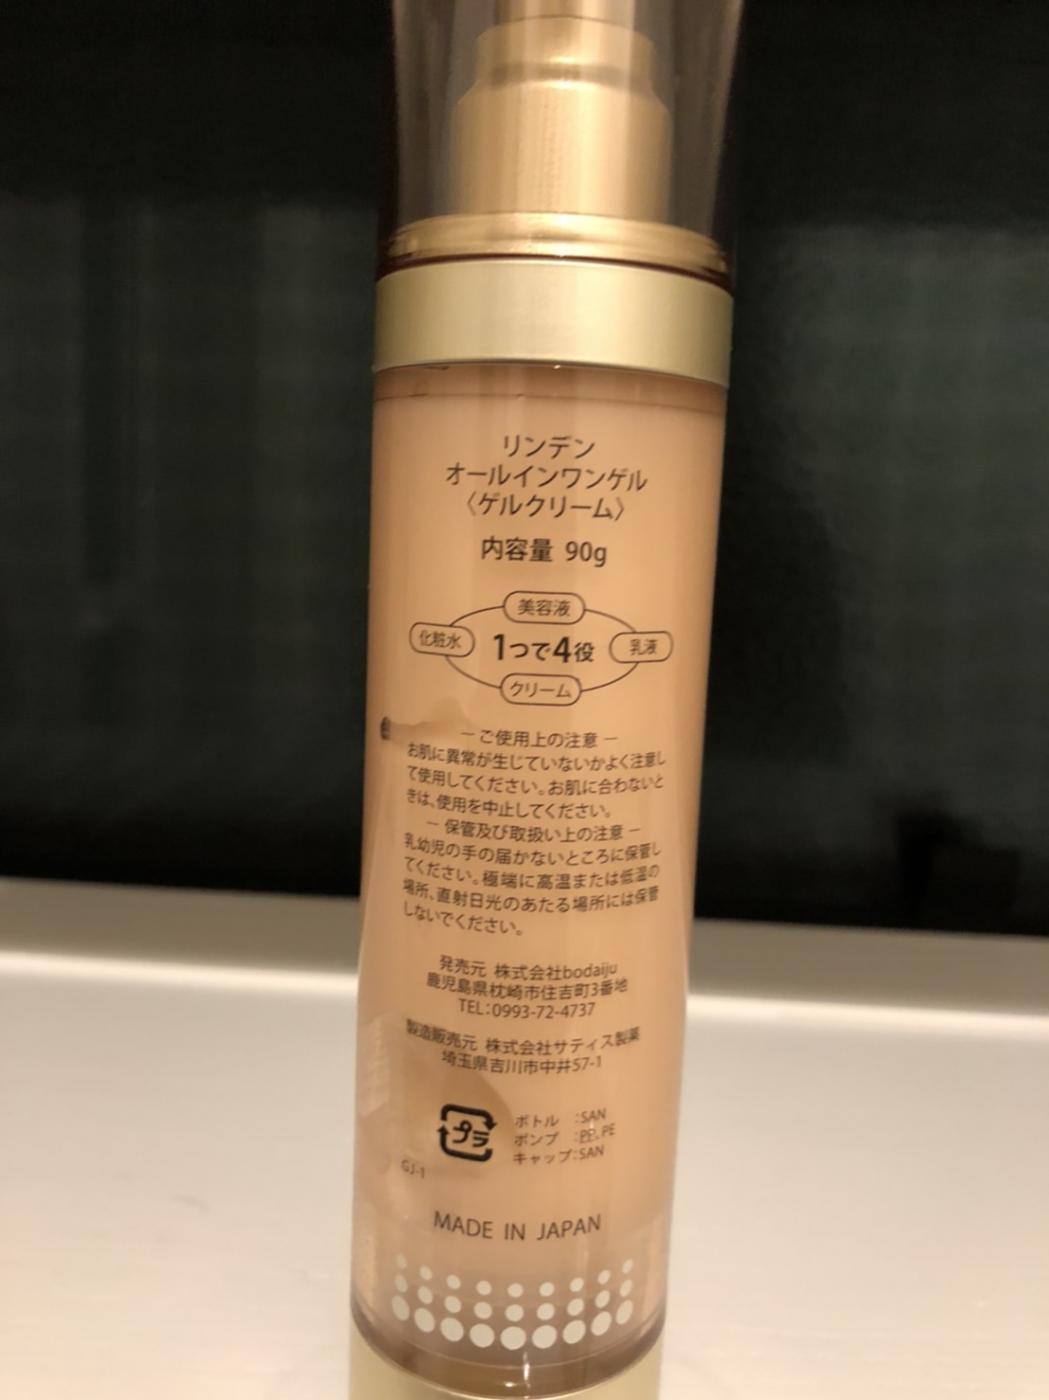 リンデン
オールインワンゲル
〈ゲルクリーム〉
内容量 90g
美容液
化粧水
1つで4役
乳液
クリーム
－ご使用上の注意－
お肌に異常が生じていないかよく注意し
て使用してください。お肌に合わないと
きは、使用を中止してください。
－保管及び取扱い上の注意－
乳幼児の手の届かないところに保管し
てください。極端に高温または低温の
場所、直射日光のあたる場所には保管
しないでください。
発売元 株式会社bodaiju
鹿児島県枕崎市住吉町3番地
TEL:0993-72-4737
製造販売元 株式会社サティス製薬
埼玉県吉川市中井57-1
プラ
ボトル :SAN
ポンプ :PP、PE
キャップ:SAN
GJ-1
MADE IN JAPAN